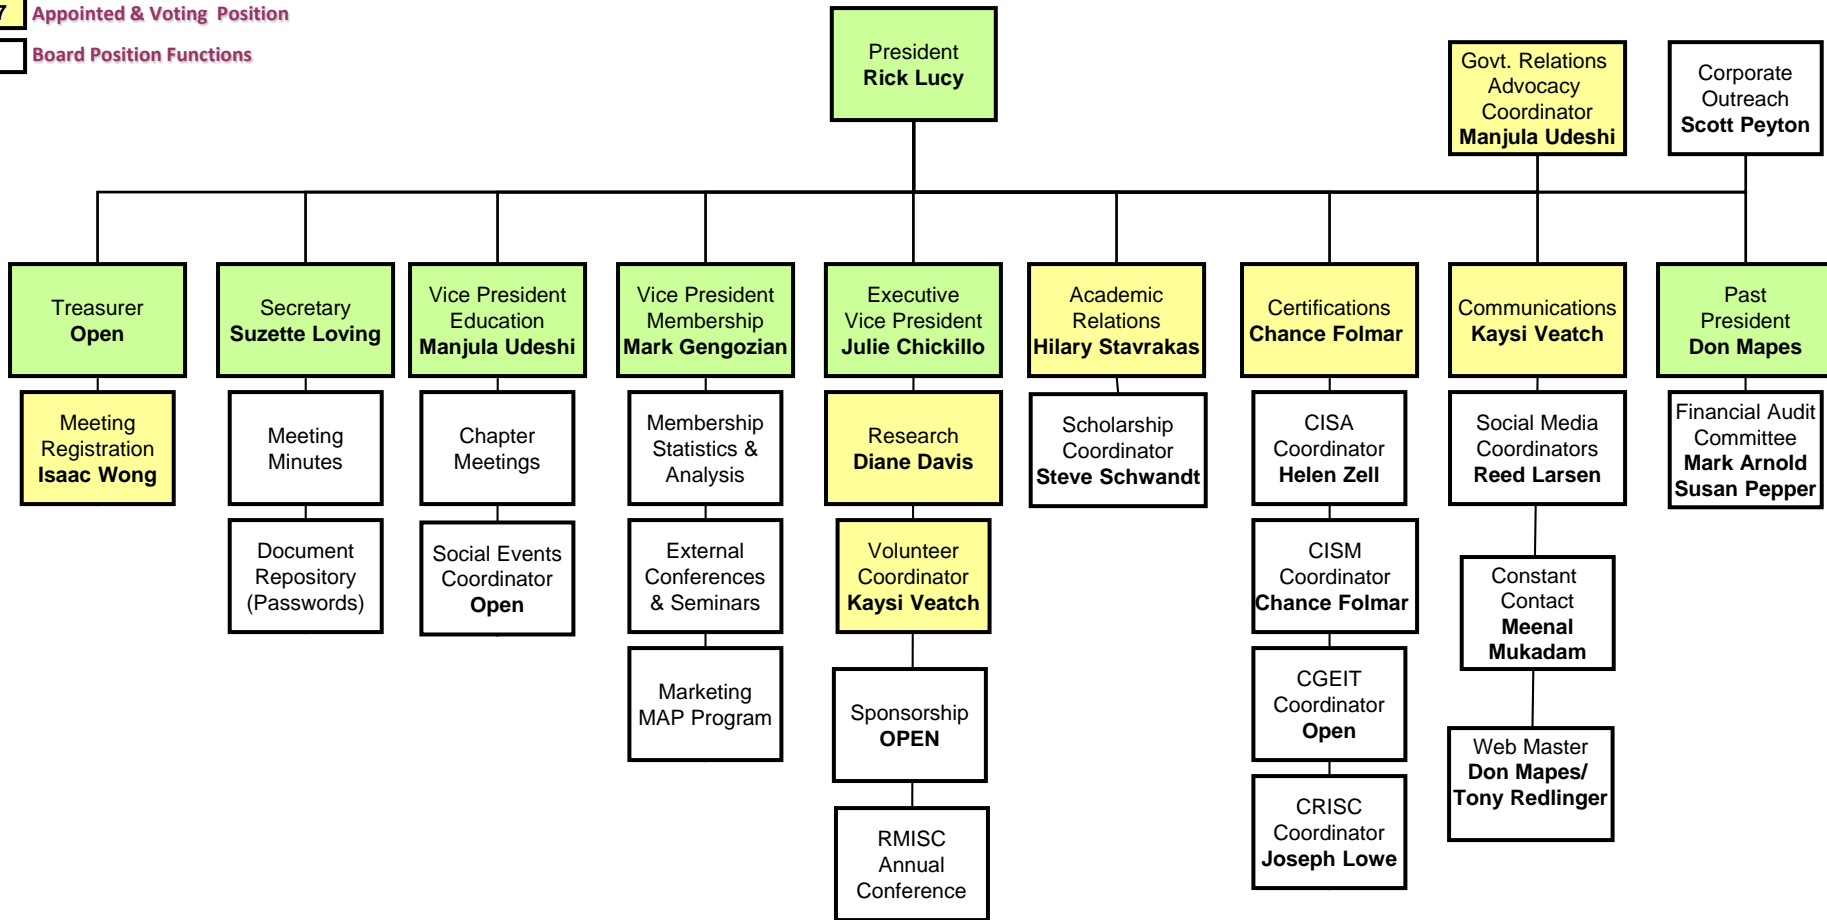 7 Appointed & Voting Position
Board Position Functions
President
Rick Lucy
Govt. Relations
Advocacy
Coordinator
Manjula Udeshi
Corporate
Outreach
Scott Peyton
Treasurer
Open
Secretary
Suzette Loving
Vice President
Education
Manjula Udeshi
Vice President
Membership
Mark Gengozian
Executive
Vice President
Julie Chickillo
Academic
Relations
Hilary Stavrakas
Certifications
Chance Folmar
Communications
Kaysi Veatch
Past
President
Don Mapes
Meeting
Registration
Isaac Wong
Meeting
Minutes
Chapter
Meetings
Membership
Statistics &
Analysis
Research
Diane Davis
Scholarship
Coordinator
Steve Schwandt
CISA
Coordinator
Helen Zell
Social Media
Coordinators
Reed Larsen
Financial Audit
Committee
Mark Arnold
Susan Pepper
Document
Repository
(Passwords)
Social Events
Coordinator
Open
External
Conferences
& Seminars
Volunteer
Coordinator
Kaysi Veatch
CISM
Coordinator
Chance Folmar
Constant
Contact
Meenal
Mukadam
Marketing
MAP Program
Sponsorship
OPEN
CGEIT
Coordinator
Open
Web Master
Don Mapes/
Tony Redlinger
RMISC
Annual
Conference
CRISC
Coordinator
Joseph Lowe